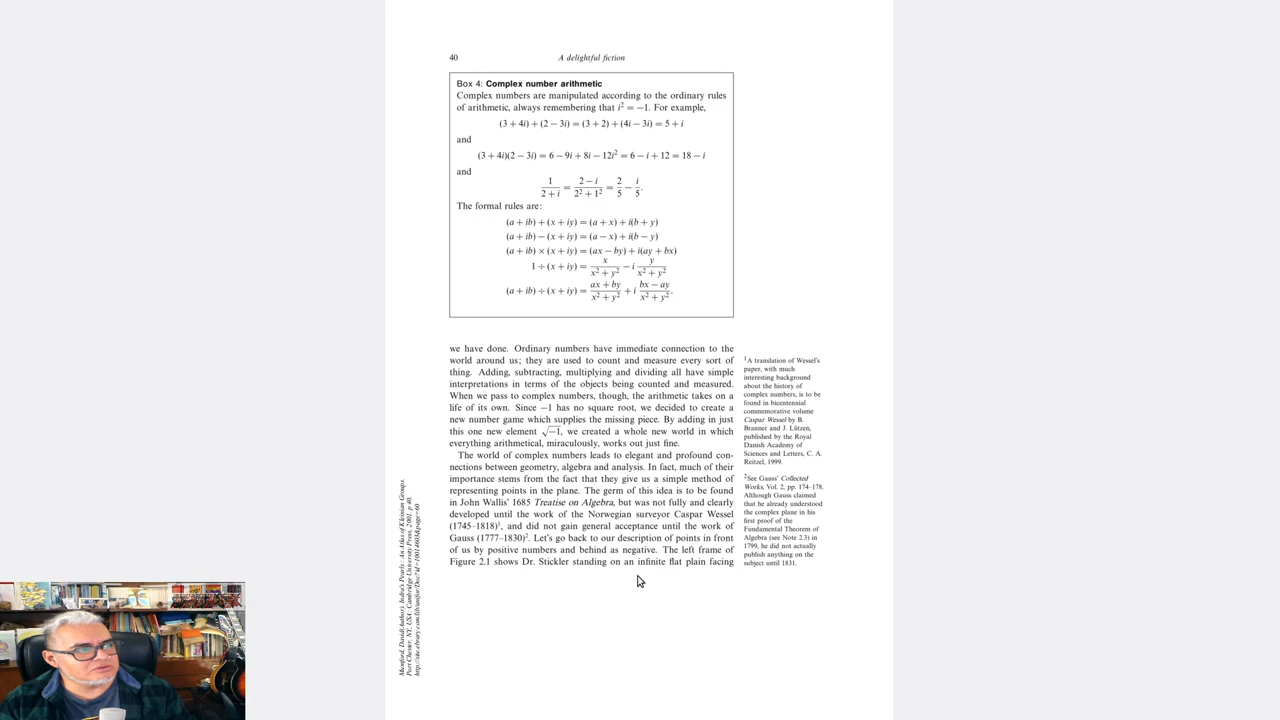 40
A delightful fiction
Box 4: Complex number arithmetic
Complex numbers are manipulated according to the ordinary rules
of arithmetic, always remembering that i² = −1. For example,
(3 + 4i) + (2 − 3i) = (3 + 2) + (4i − 3i) = 5 + i
and
(3 + 4i)(2 − 3i) = 6 − 9i + 8i − 12i² = 6 − i + 12 = 18 − i
and
1/(2 + i) = (2 − i)/(2² + 1²) = 2/5 − i/5.
The formal rules are:
(a + ib) + (x + iy) = (a + x) + i(b + y)
(a + ib) − (x + iy) = (a − x) + i(b − y)
(a + ib) × (x + iy) = (ax − by) + i(ay + bx)
1 ÷ (x + iy) = x/(x² + y²) − i y/(x² + y²)
(a + ib) ÷ (x + iy) = (ax + by)/(x² + y²) + i (bx − ay)/(x² + y²).
we have done. Ordinary numbers have immediate connection to the
world around us; they are used to count and measure every sort of
thing. Adding, subtracting, multiplying and dividing all have simple
interpretations in terms of the objects being counted and measured.
When we pass to complex numbers, though, the arithmetic takes on a
life of its own. Since −1 has no square root, we decided to create a
new number game which supplies the missing piece. By adding in just
this one new element √−1, we created a whole new world in which
everything arithmetical, miraculously, works out just fine.
The world of complex numbers leads to elegant and profound con-
nections between geometry, algebra and analysis. In fact, much of their
importance stems from the fact that they give us a simple method of
representing points in the plane. The germ of this idea is to be found
in John Wallis' 1685 Treatise on Algebra, but was not fully and clearly
developed until the work of the Norwegian surveyor Caspar Wessel
(1745–1818)¹, and did not gain general acceptance until the work of
Gauss (1777–1830)². Let's go back to our description of points in front
of us by positive numbers and behind as negative. The left frame of
Figure 2.1 shows Dr. Stickler standing on an infinite flat plain facing
¹A translation of Wessel's
paper, with much
interesting background
about the history of
complex numbers, is to be
found in bicentennial
commemorative volume
Caspar Wessel by B.
Branner and J. Lützen,
published by the Royal
Danish Academy of
Sciences and Letters, C. A.
Reitzel, 1999.
²See Gauss' Collected
Works, Vol. 2, pp. 174–178.
Although Gauss claimed
that he already understood
the complex plane in his
first proof of the
Fundamental Theorem of
Algebra (see Note 2.3) in
1799, he did not actually
publish anything on the
subject until 1831.
Mumford, David(Author). Indra's Pearls : An Atlas of Kleinian Groups.
Port Chester, NY, USA: Cambridge University Press, 2001. p 40.